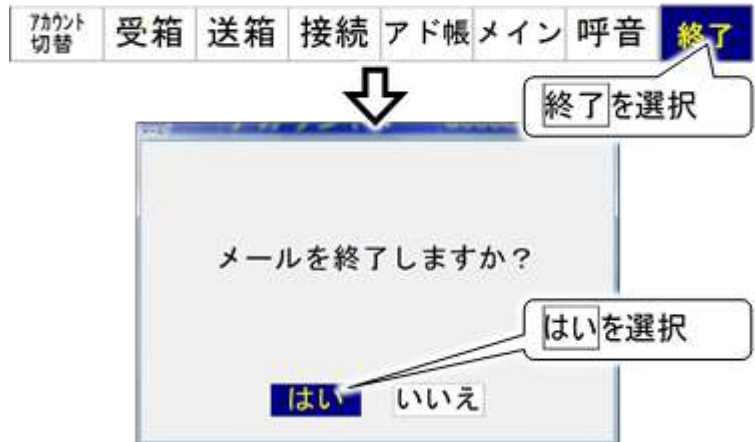 アカウント切替 受箱 送箱 接続 アド帳 メイン 呼音 終了
終了を選択
メールを終了しますか？
はいを選択
はい いいえ